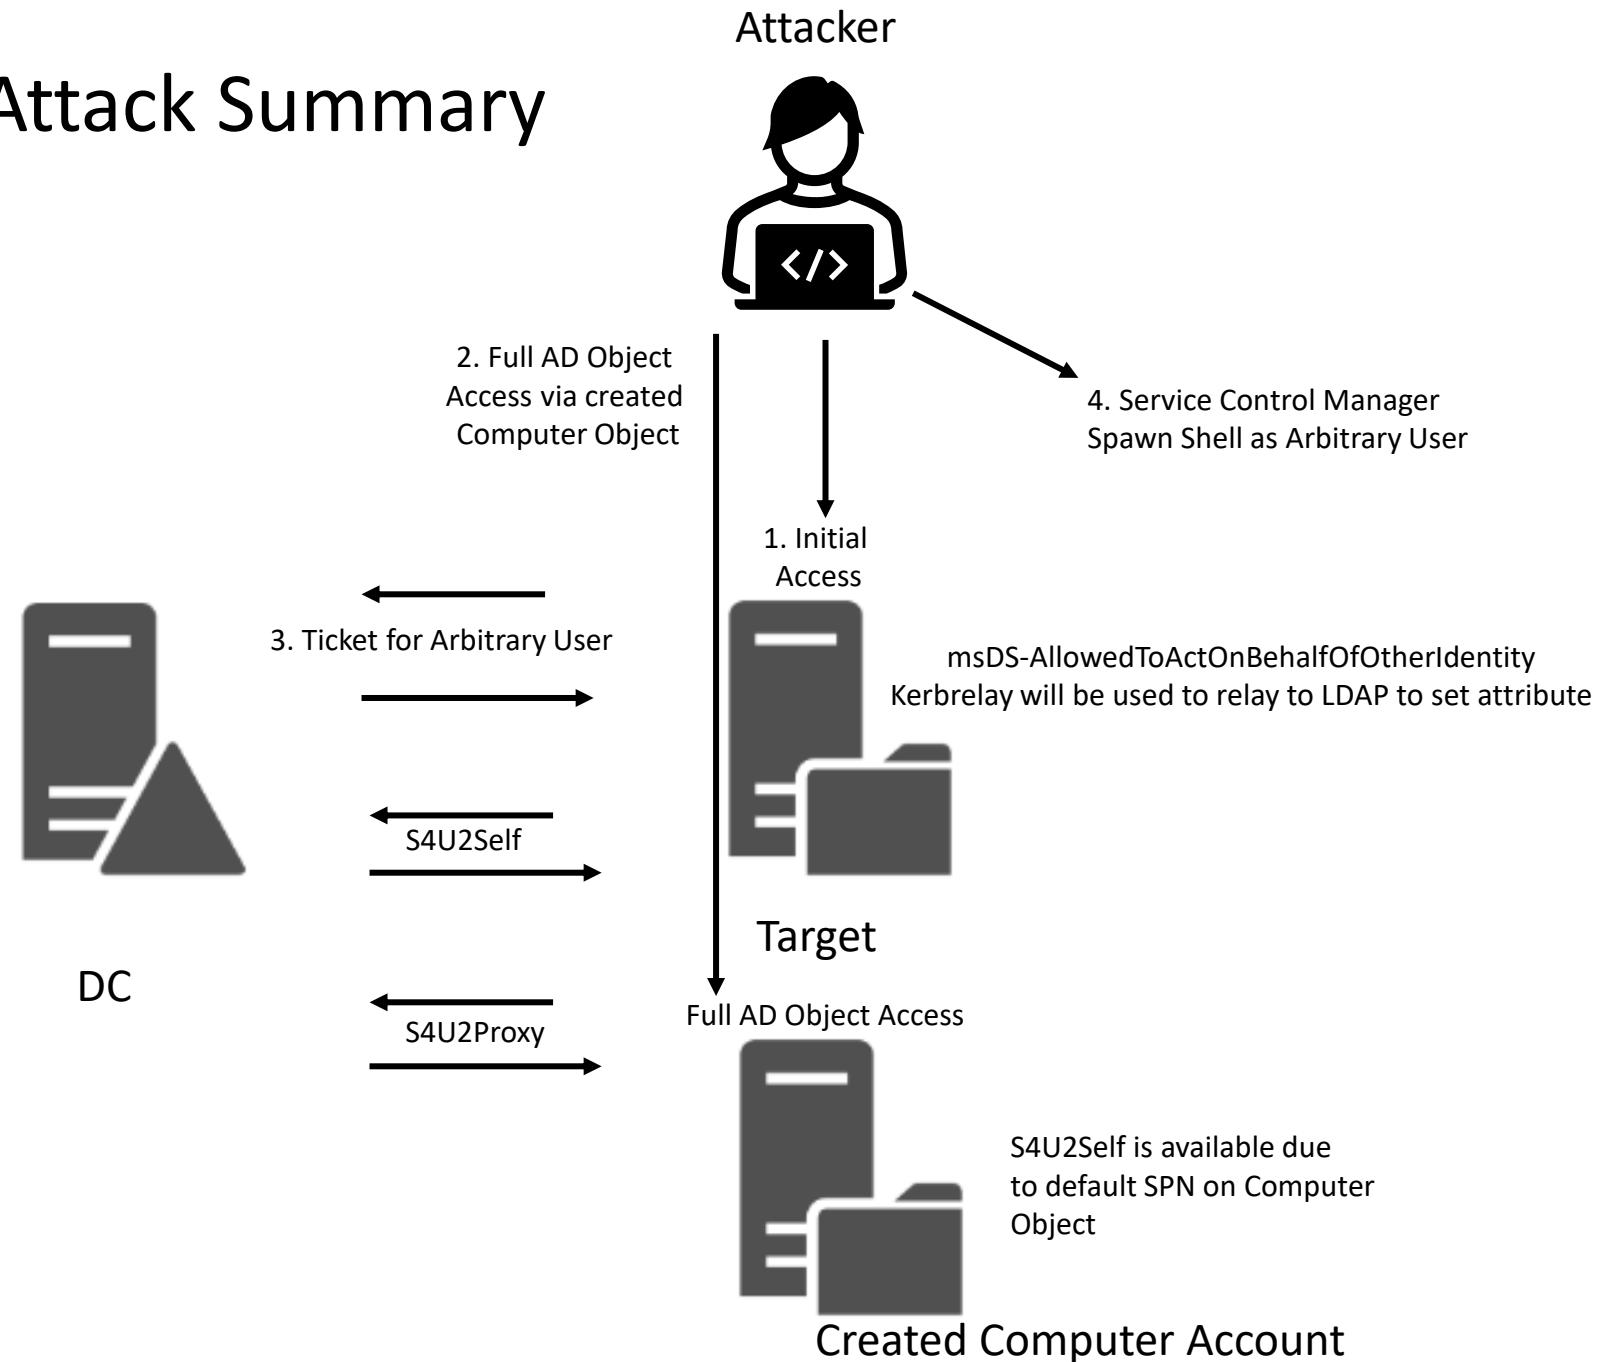 Attacker
Attack Summary
</>
2. Full AD Object
Access via created
Computer Object
4. Service Control Manager
Spawn Shell as Arbitrary User
1. Initial
Access
3. Ticket for Arbitrary User
msDS-AllowedToActOnBehalfOfOtherIdentity
Kerbrelay will be used to relay to LDAP to set attribute
S4U2Self
Target
DC
S4U2Proxy
Full AD Object Access
S4U2Self is available due
to default SPN on Computer
Object
Created Computer Account